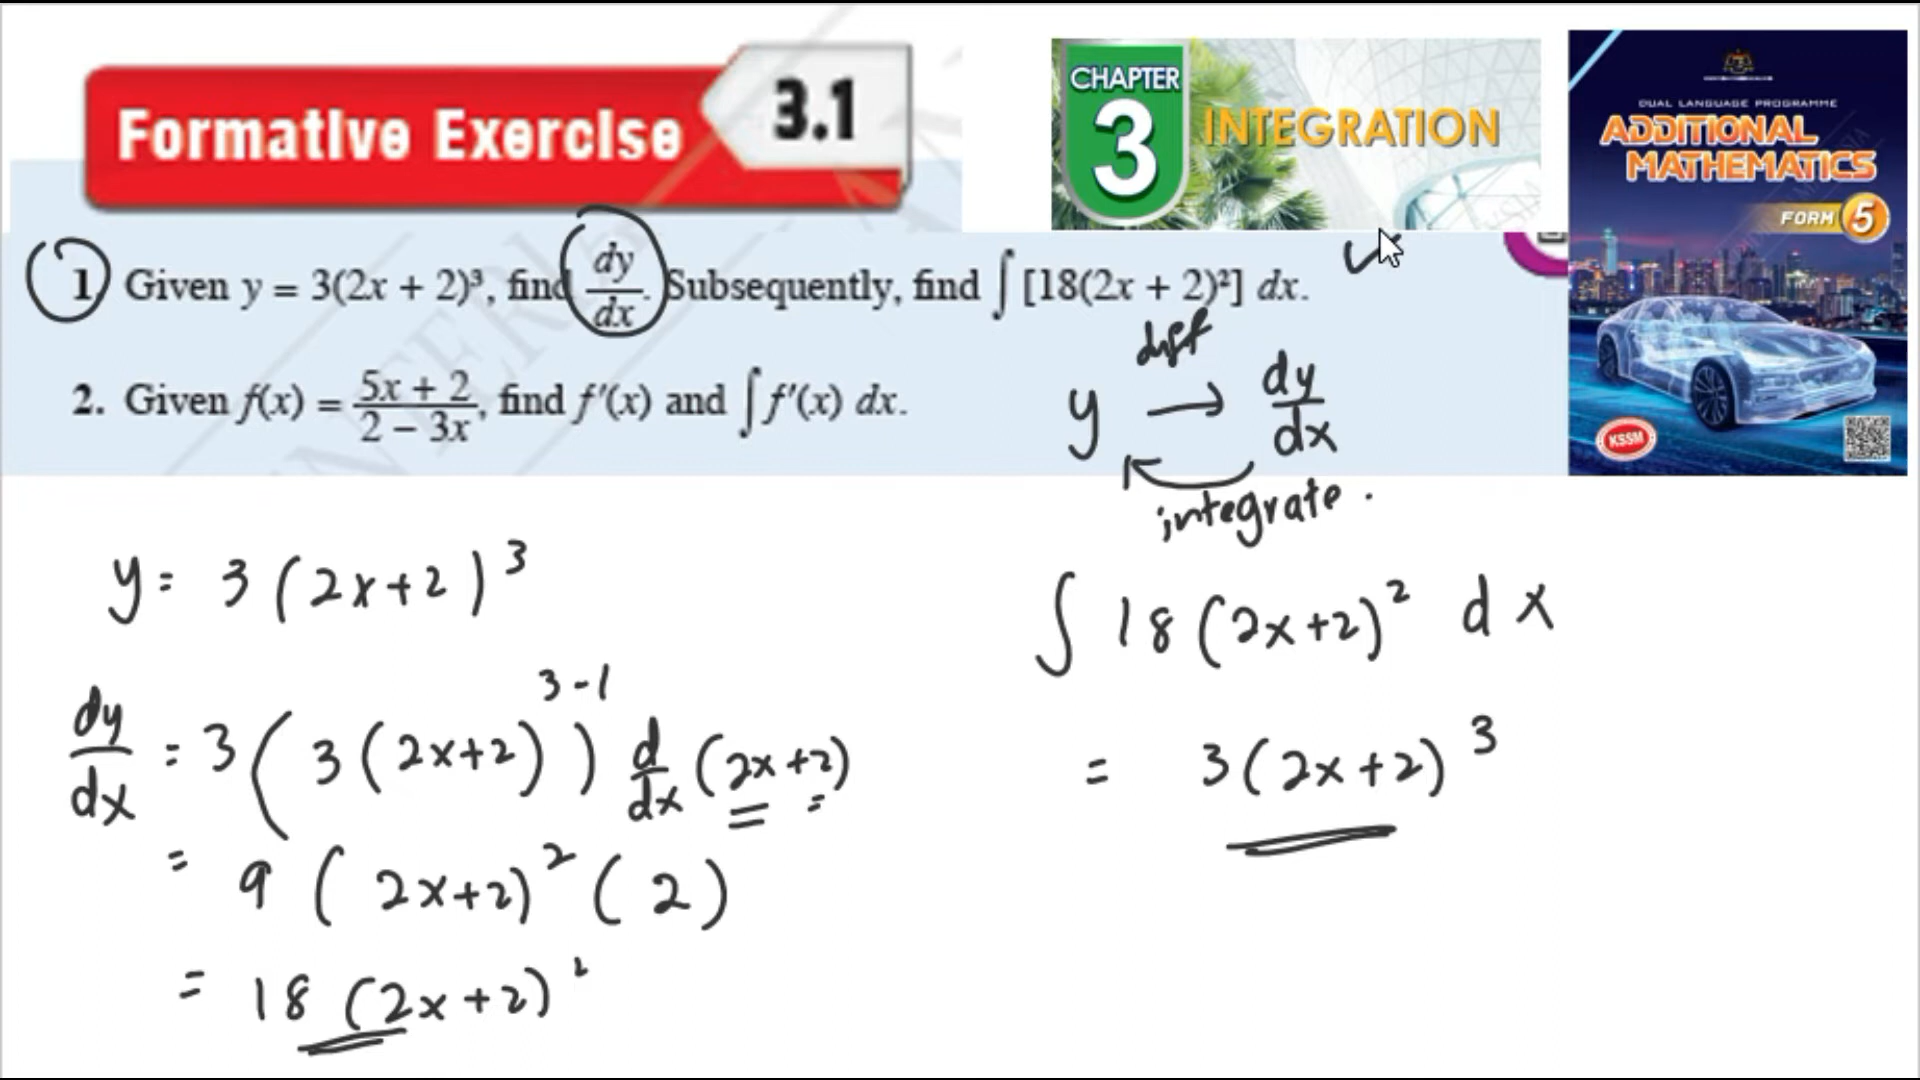 Formative Exercise 3.1
CHAPTER 3 INTEGRATION
DUAL LANGUAGE PROGRAMME
ADDITIONAL
MATHEMATICS
FORM 5
KSSM
1 Given y = 3(2x + 2)³, find dy/dx. Subsequently, find ∫ [18(2x + 2)²] dx.
2. Given f(x) = (5x + 2)/(2 – 3x), find f′(x) and ∫ f′(x) dx.
diff
y → dy/dx
integrate.
y = 3(2x+2)³
dy/dx = 3(3(2x+2)³⁻¹) d/dx (2x+2)
= 9(2x+2)²(2)
= 18(2x+2)²
∫ 18(2x+2)² dx
= 3(2x+2)³